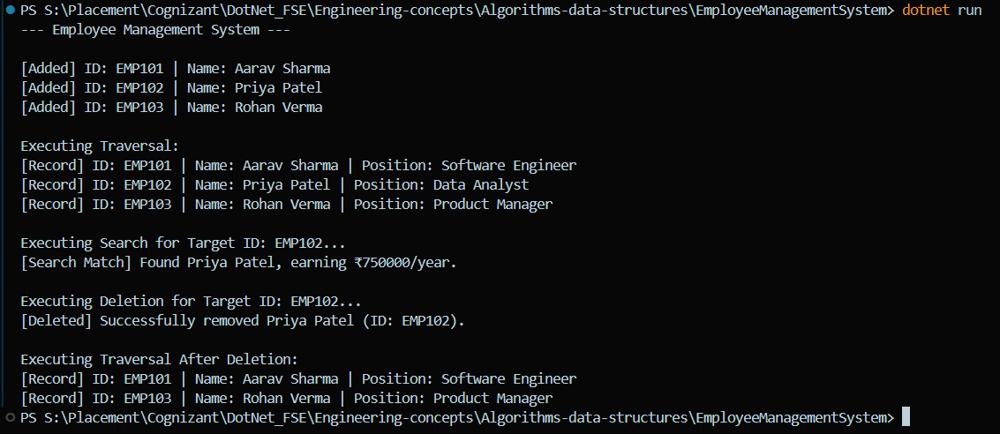 PS S:\Placement\Cognizant\DotNet_FSE\Engineering-concepts\Algorithms-data-structures\EmployeeManagementSystem> dotnet run
--- Employee Management System ---
[Added] ID: EMP101 | Name: Aarav Sharma
[Added] ID: EMP102 | Name: Priya Patel
[Added] ID: EMP103 | Name: Rohan Verma
Executing Traversal:
[Record] ID: EMP101 | Name: Aarav Sharma | Position: Software Engineer
[Record] ID: EMP102 | Name: Priya Patel | Position: Data Analyst
[Record] ID: EMP103 | Name: Rohan Verma | Position: Product Manager
Executing Search for Target ID: EMP102...
[Search Match] Found Priya Patel, earning ₹750000/year.
Executing Deletion for Target ID: EMP102...
[Deleted] Successfully removed Priya Patel (ID: EMP102).
Executing Traversal After Deletion:
[Record] ID: EMP101 | Name: Aarav Sharma | Position: Software Engineer
[Record] ID: EMP103 | Name: Rohan Verma | Position: Product Manager
PS S:\Placement\Cognizant\DotNet_FSE\Engineering-concepts\Algorithms-data-structures\EmployeeManagementSystem>